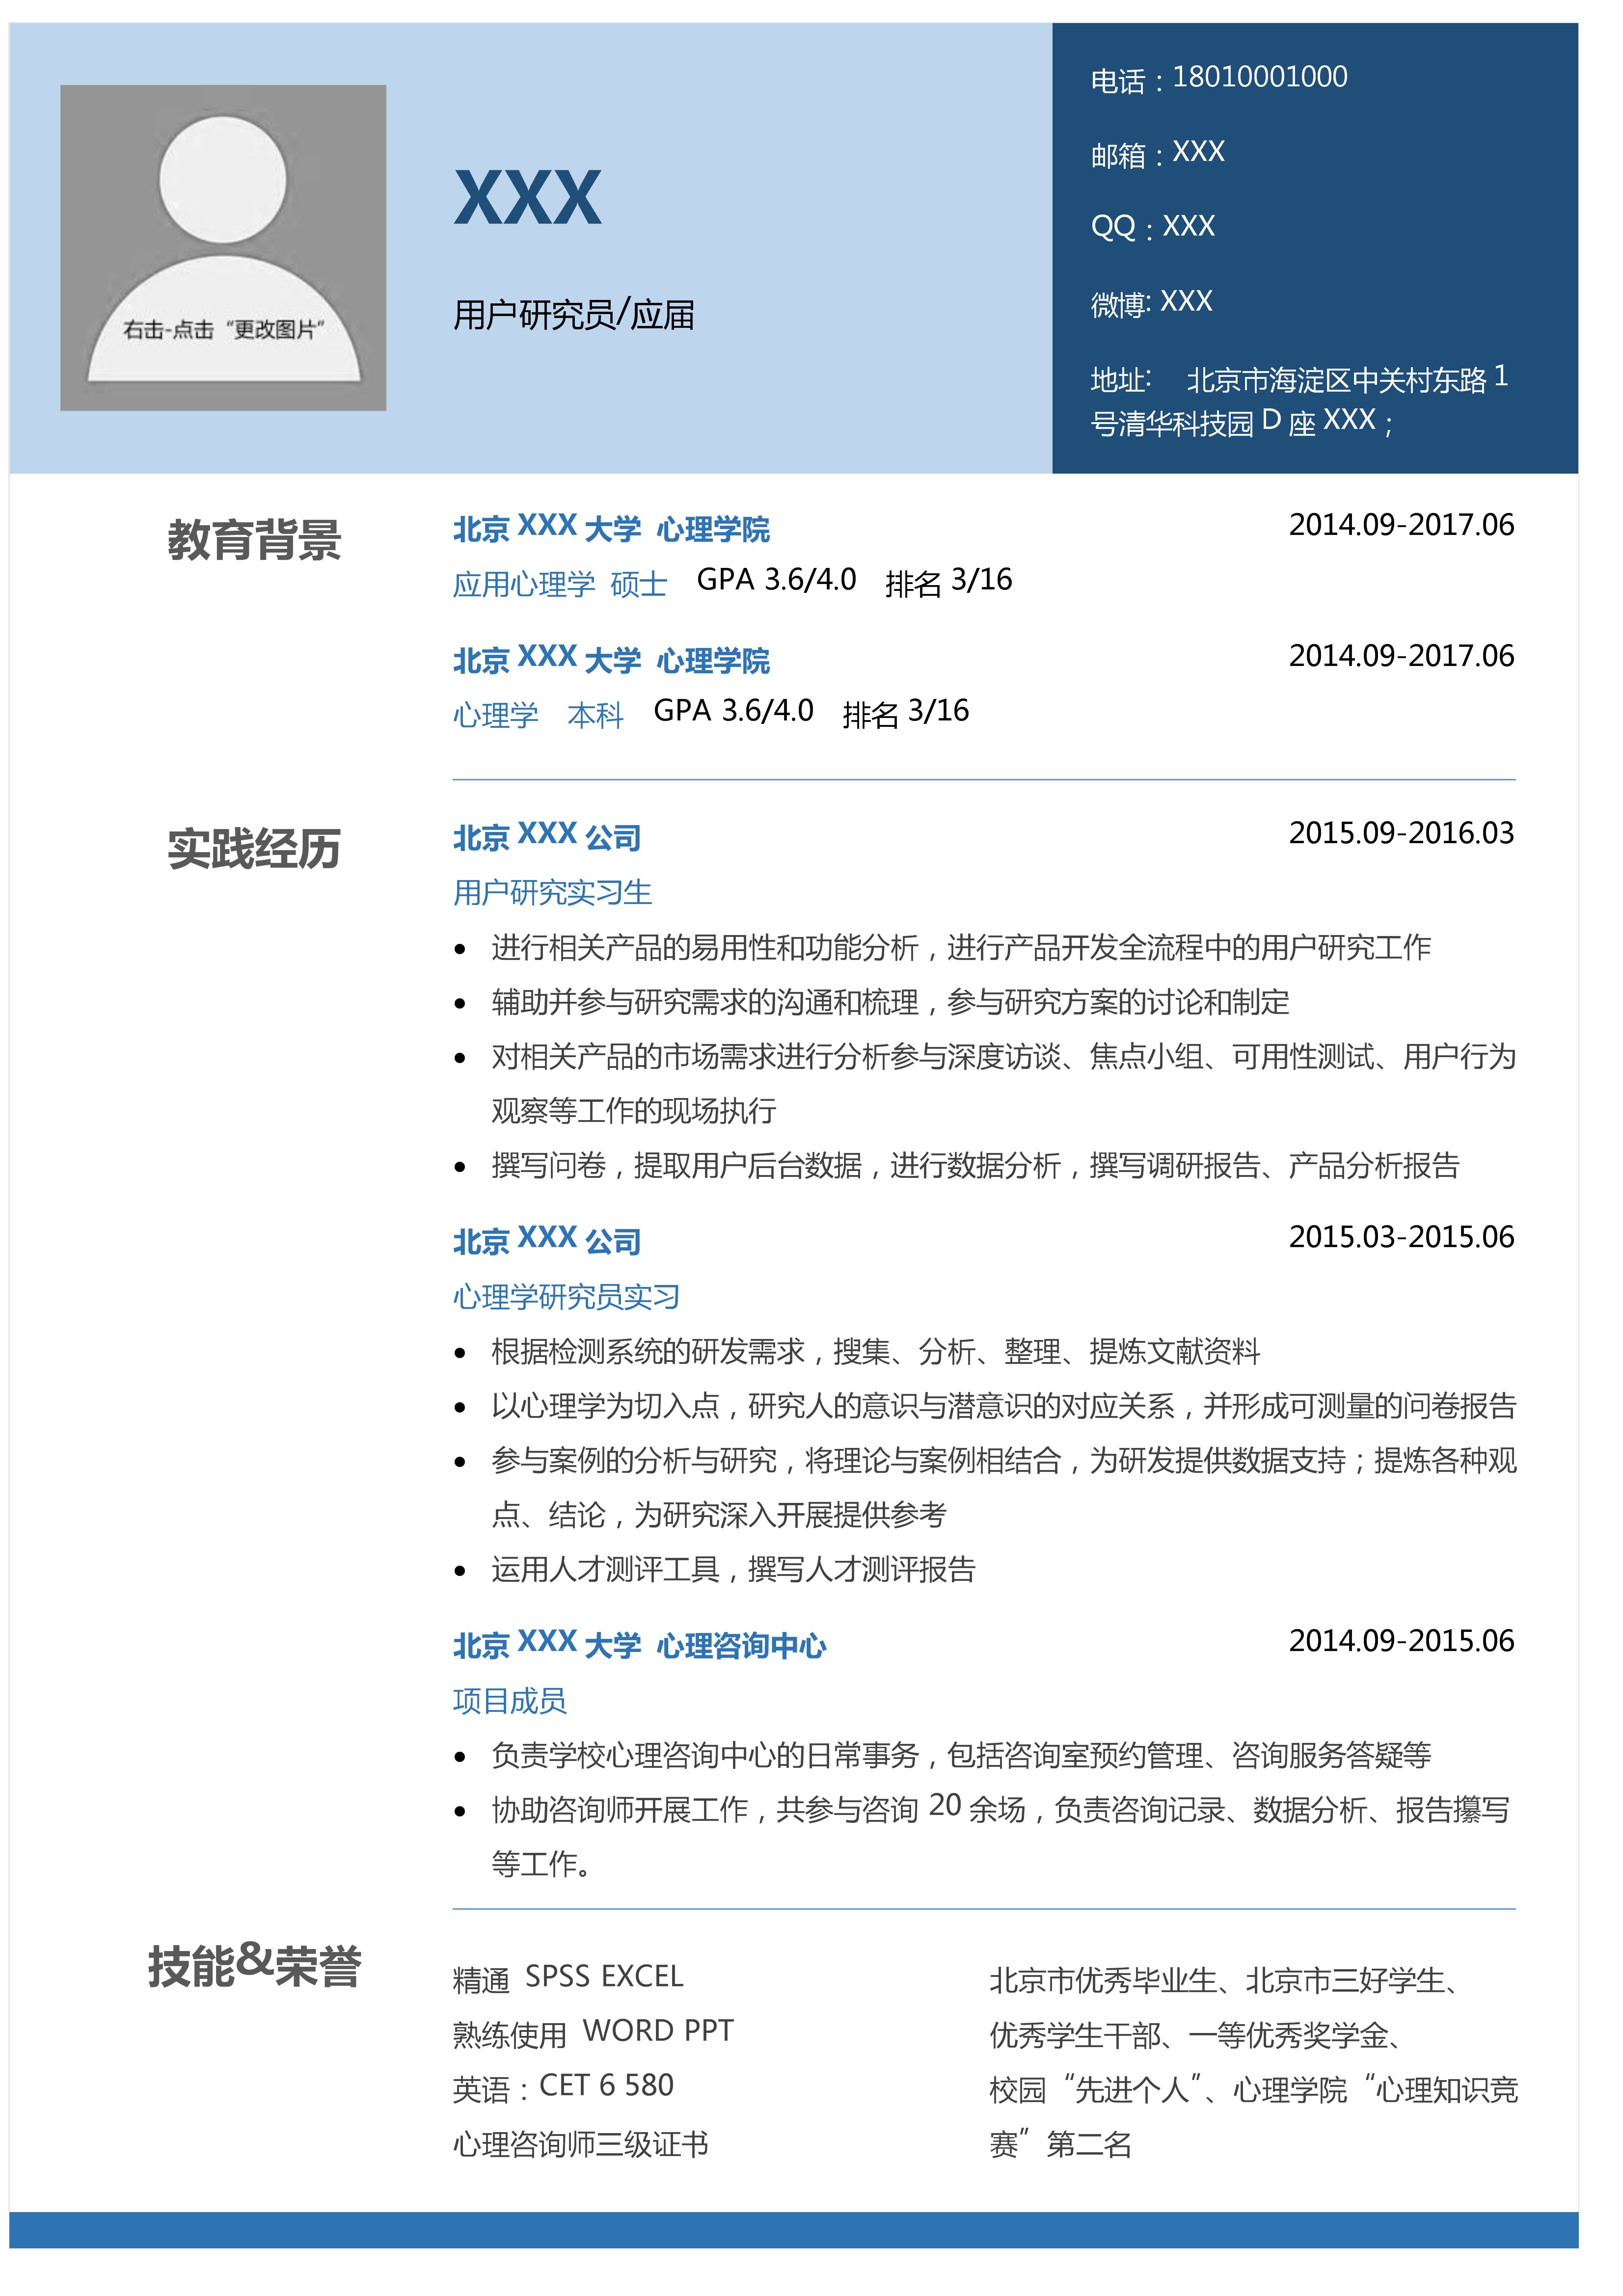 右击-点击“更改图片”
XXX
用户研究员/应届
电话：18010001000
邮箱：XXX
QQ：XXX
微博: XXX
地址:  北京市海淀区中关村东路 1
号清华科技园 D 座 XXX；
教育背景
北京 XXX 大学 心理学院 2014.09-2017.06
应用心理学 硕士 GPA 3.6/4.0 排名 3/16
北京 XXX 大学 心理学院 2014.09-2017.06
心理学 本科 GPA 3.6/4.0 排名 3/16
实践经历
北京 XXX 公司 2015.09-2016.03
用户研究实习生
● 进行相关产品的易用性和功能分析，进行产品开发全流程中的用户研究工作
● 辅助并参与研究需求的沟通和梳理，参与研究方案的讨论和制定
● 对相关产品的市场需求进行分析参与深度访谈、焦点小组、可用性测试、用户行为
观察等工作的现场执行
● 撰写问卷，提取用户后台数据，进行数据分析，撰写调研报告、产品分析报告
北京 XXX 公司 2015.03-2015.06
心理学研究员实习
● 根据检测系统的研发需求，搜集、分析、整理、提炼文献资料
● 以心理学为切入点，研究人的意识与潜意识的对应关系，并形成可测量的问卷报告
● 参与案例的分析与研究，将理论与案例相结合，为研发提供数据支持；提炼各种观
点、结论，为研究深入开展提供参考
● 运用人才测评工具，撰写人才测评报告
北京 XXX 大学 心理咨询中心 2014.09-2015.06
项目成员
● 负责学校心理咨询中心的日常事务，包括咨询室预约管理、咨询服务答疑等
● 协助咨询师开展工作，共参与咨询 20 余场，负责咨询记录、数据分析、报告攥写
等工作。
技能&荣誉
精通 SPSS EXCEL
熟练使用 WORD PPT
英语：CET 6 580
心理咨询师三级证书
北京市优秀毕业生、北京市三好学生、
优秀学生干部、一等优秀奖学金、
校园“先进个人”、心理学院“心理知识竞
赛”第二名